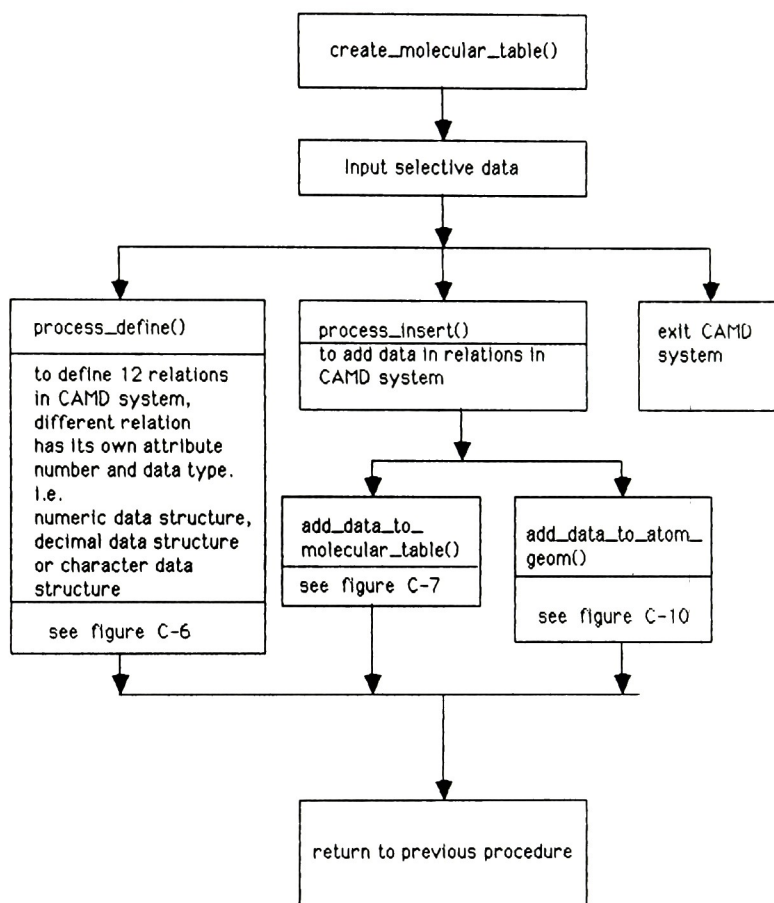 create_molecular_table()
Input selective data
process_define()
to define 12 relations
in CAMD system,
different relation
has its own attribute
number and data type.
i.e.
numeric data structure,
decimal data structure
or character data
structure
see figure C-6
process_insert()
to add data in relations in
CAMD system
exit CAMD
system
add_data_to_
molecular_table()
see figure C-7
add_data_to_atom_
geom()
see figure C-10
return to previous procedure